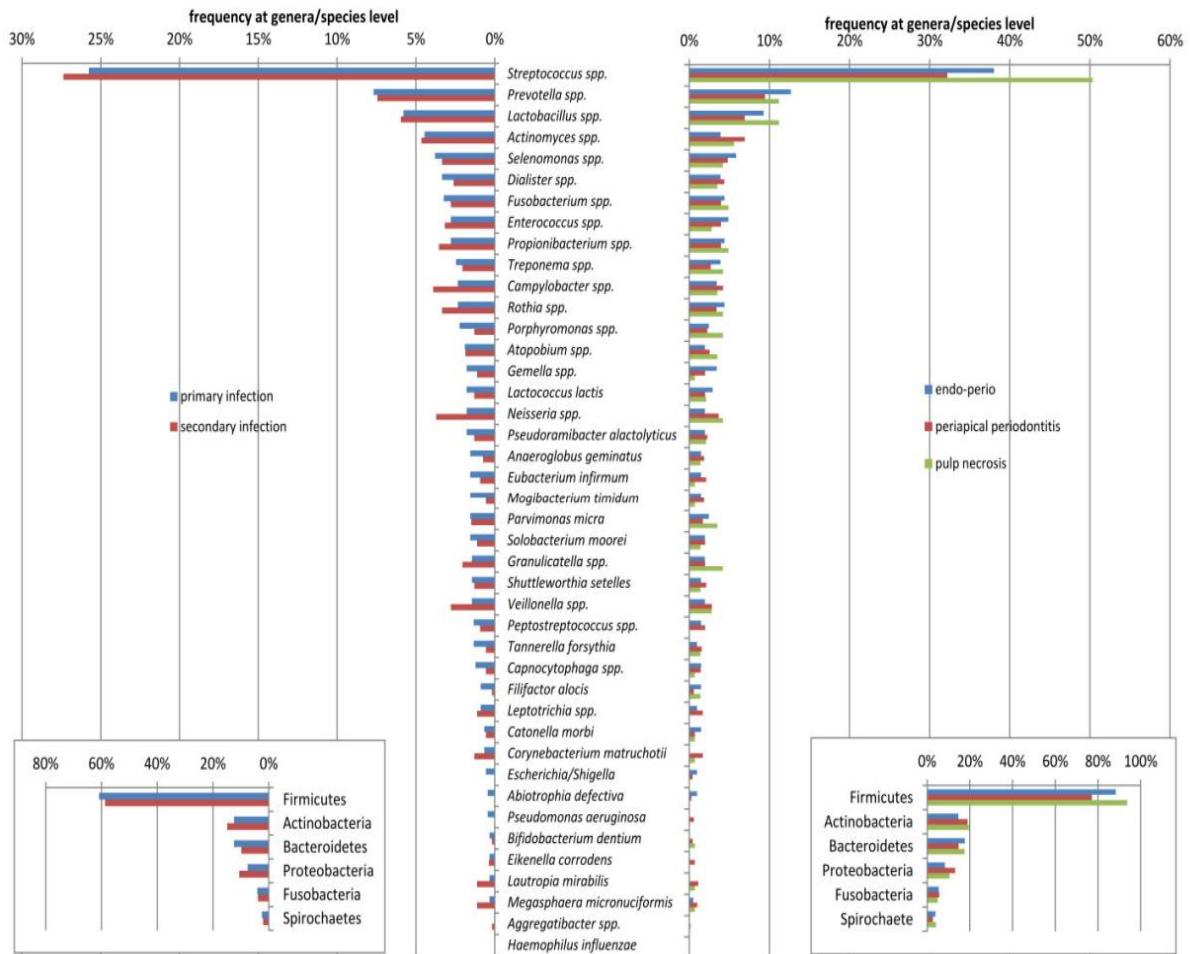 frequency at genera/species level
30% 25% 20% 15% 10% 5% 0%
frequency at genera/species level
0% 10% 20% 30% 40% 50% 60%
Streptococcus spp.
Prevotella spp.
Lactobacillus spp.
Actinomyces spp.
Selenomonas spp.
Dialister spp.
Fusobacterium spp.
Enterococcus spp.
Propionibacterium spp.
Treponema spp.
Campylobacter spp.
Rothia spp.
Porphyromonas spp.
Atopobium spp.
Gemella spp.
Lactococcus lactis
Neisseria spp.
Pseudoramibacter alactolyticus
Anaeroglobus geminatus
Eubacterium infirmum
Mogibacterium timidum
Parvimonas micra
Solobacterium moorei
Granulicatella spp.
Shuttleworthia setelles
Veillonella spp.
Peptostreptococcus spp.
Tannerella forsythia
Capnocytophaga spp.
Filifactor alocis
Leptotrichia spp.
Catonella morbi
Corynebacterium matruchotii
Escherichia/Shigella
Abiotrophia defectiva
Pseudomonas aeruginosa
Bifidobacterium dentium
Eikenella corrodens
Lautropia mirabilis
Megasphaera micronuciformis
Aggregatibacter spp.
Haemophilus influenzae
primary infection
secondary infection
endo-perio
periapical periodontitis
pulp necrosis
80% 60% 40% 20% 0%
Firmicutes
Actinobacteria
Bacteroidetes
Proteobacteria
Fusobacteria
Spirochaetes
0% 20% 40% 60% 80% 100%
Firmicutes
Actinobacteria
Bacteroidetes
Proteobacteria
Fusobacteria
Spirochaete